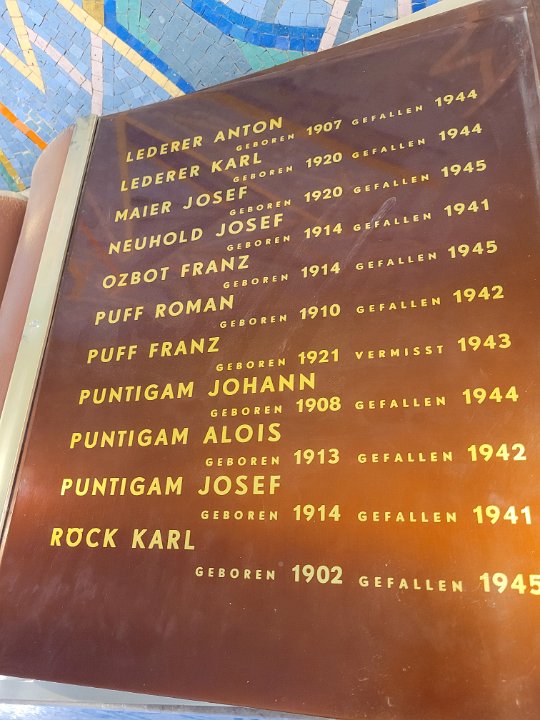 LEDERER ANTON
GEBOREN 1907 GEFALLEN 1944
LEDERER KARL
GEBOREN 1920 GEFALLEN 1944
MAIER JOSEF
GEBOREN 1920 GEFALLEN 1945
NEUHOLD JOSEF
GEBOREN 1914 GEFALLEN 1941
OZBOT FRANZ
GEBOREN 1914 GEFALLEN 1945
PUFF ROMAN
GEBOREN 1910 GEFALLEN 1942
PUFF FRANZ
GEBOREN 1921 VERMISST 1943
PUNTIGAM JOHANN
GEBOREN 1908 GEFALLEN 1944
PUNTIGAM ALOIS
GEBOREN 1913 GEFALLEN 1942
PUNTIGAM JOSEF
GEBOREN 1914 GEFALLEN 1941
RÖCK KARL
GEBOREN 1902 GEFALLEN 1945